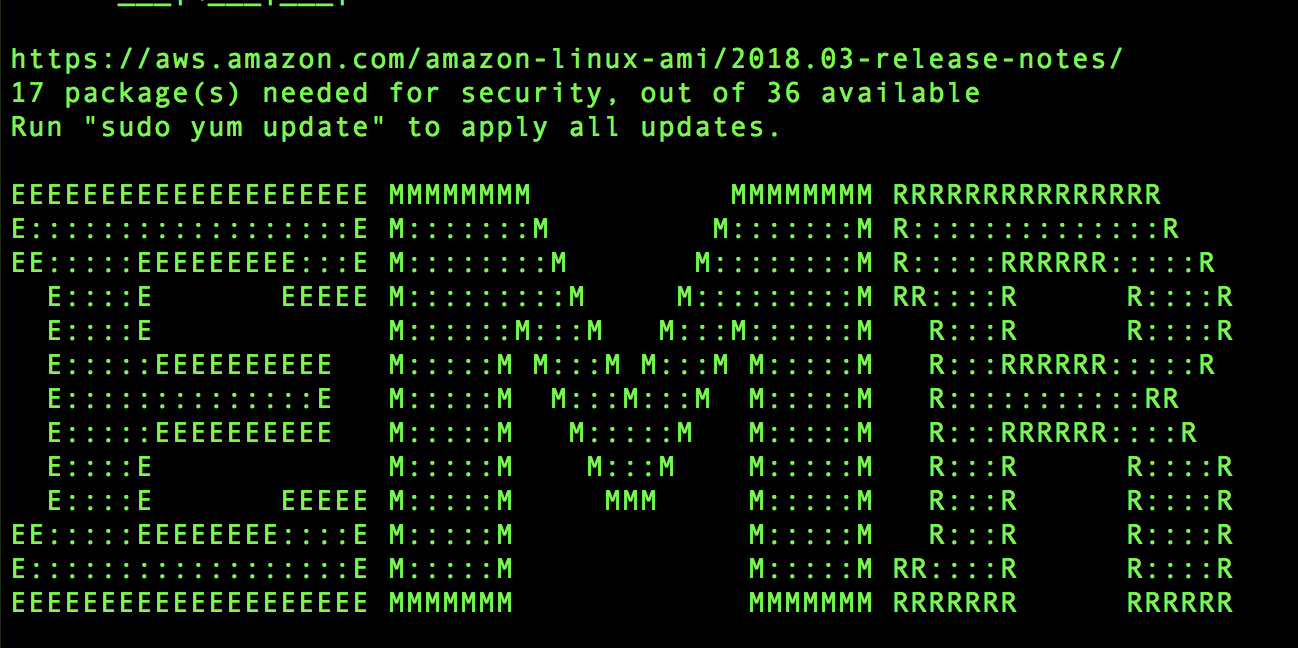 ___|\___|___|
https://aws.amazon.com/amazon-linux-ami/2018.03-release-notes/
17 package(s) needed for security, out of 36 available
Run "sudo yum update" to apply all updates.
EEEEEEEEEEEEEEEEEEEE MMMMMMMM           MMMMMMMM RRRRRRRRRRRRRRR
E::::::::::::::::::E M:::::::M         M:::::::M R::::::::::::::R
EE:::::EEEEEEEEE:::E M::::::::M       M::::::::M R:::::RRRRRR:::::R
  E::::E       EEEEE M:::::::::M     M:::::::::M RR::::R      R::::R
  E::::E             M::::::M:::M   M:::M::::::M   R:::R      R::::R
  E:::::EEEEEEEEEE   M:::::M M:::M M:::M M:::::M   R:::RRRRRR:::::R
  E::::::::::::::E   M:::::M  M:::M:::M  M:::::M   R:::::::::::RR
  E:::::EEEEEEEEEE   M:::::M   M:::::M   M:::::M   R:::RRRRRR::::R
  E::::E             M:::::M    M:::M    M:::::M   R:::R      R::::R
  E::::E       EEEEE M:::::M     MMM     M:::::M   R:::R      R::::R
EE:::::EEEEEEEE::::E M:::::M             M:::::M   R:::R      R::::R
E::::::::::::::::::E M:::::M             M:::::M RR::::R      R::::R
EEEEEEEEEEEEEEEEEEEE MMMMMMM             MMMMMMM RRRRRRR      RRRRRR